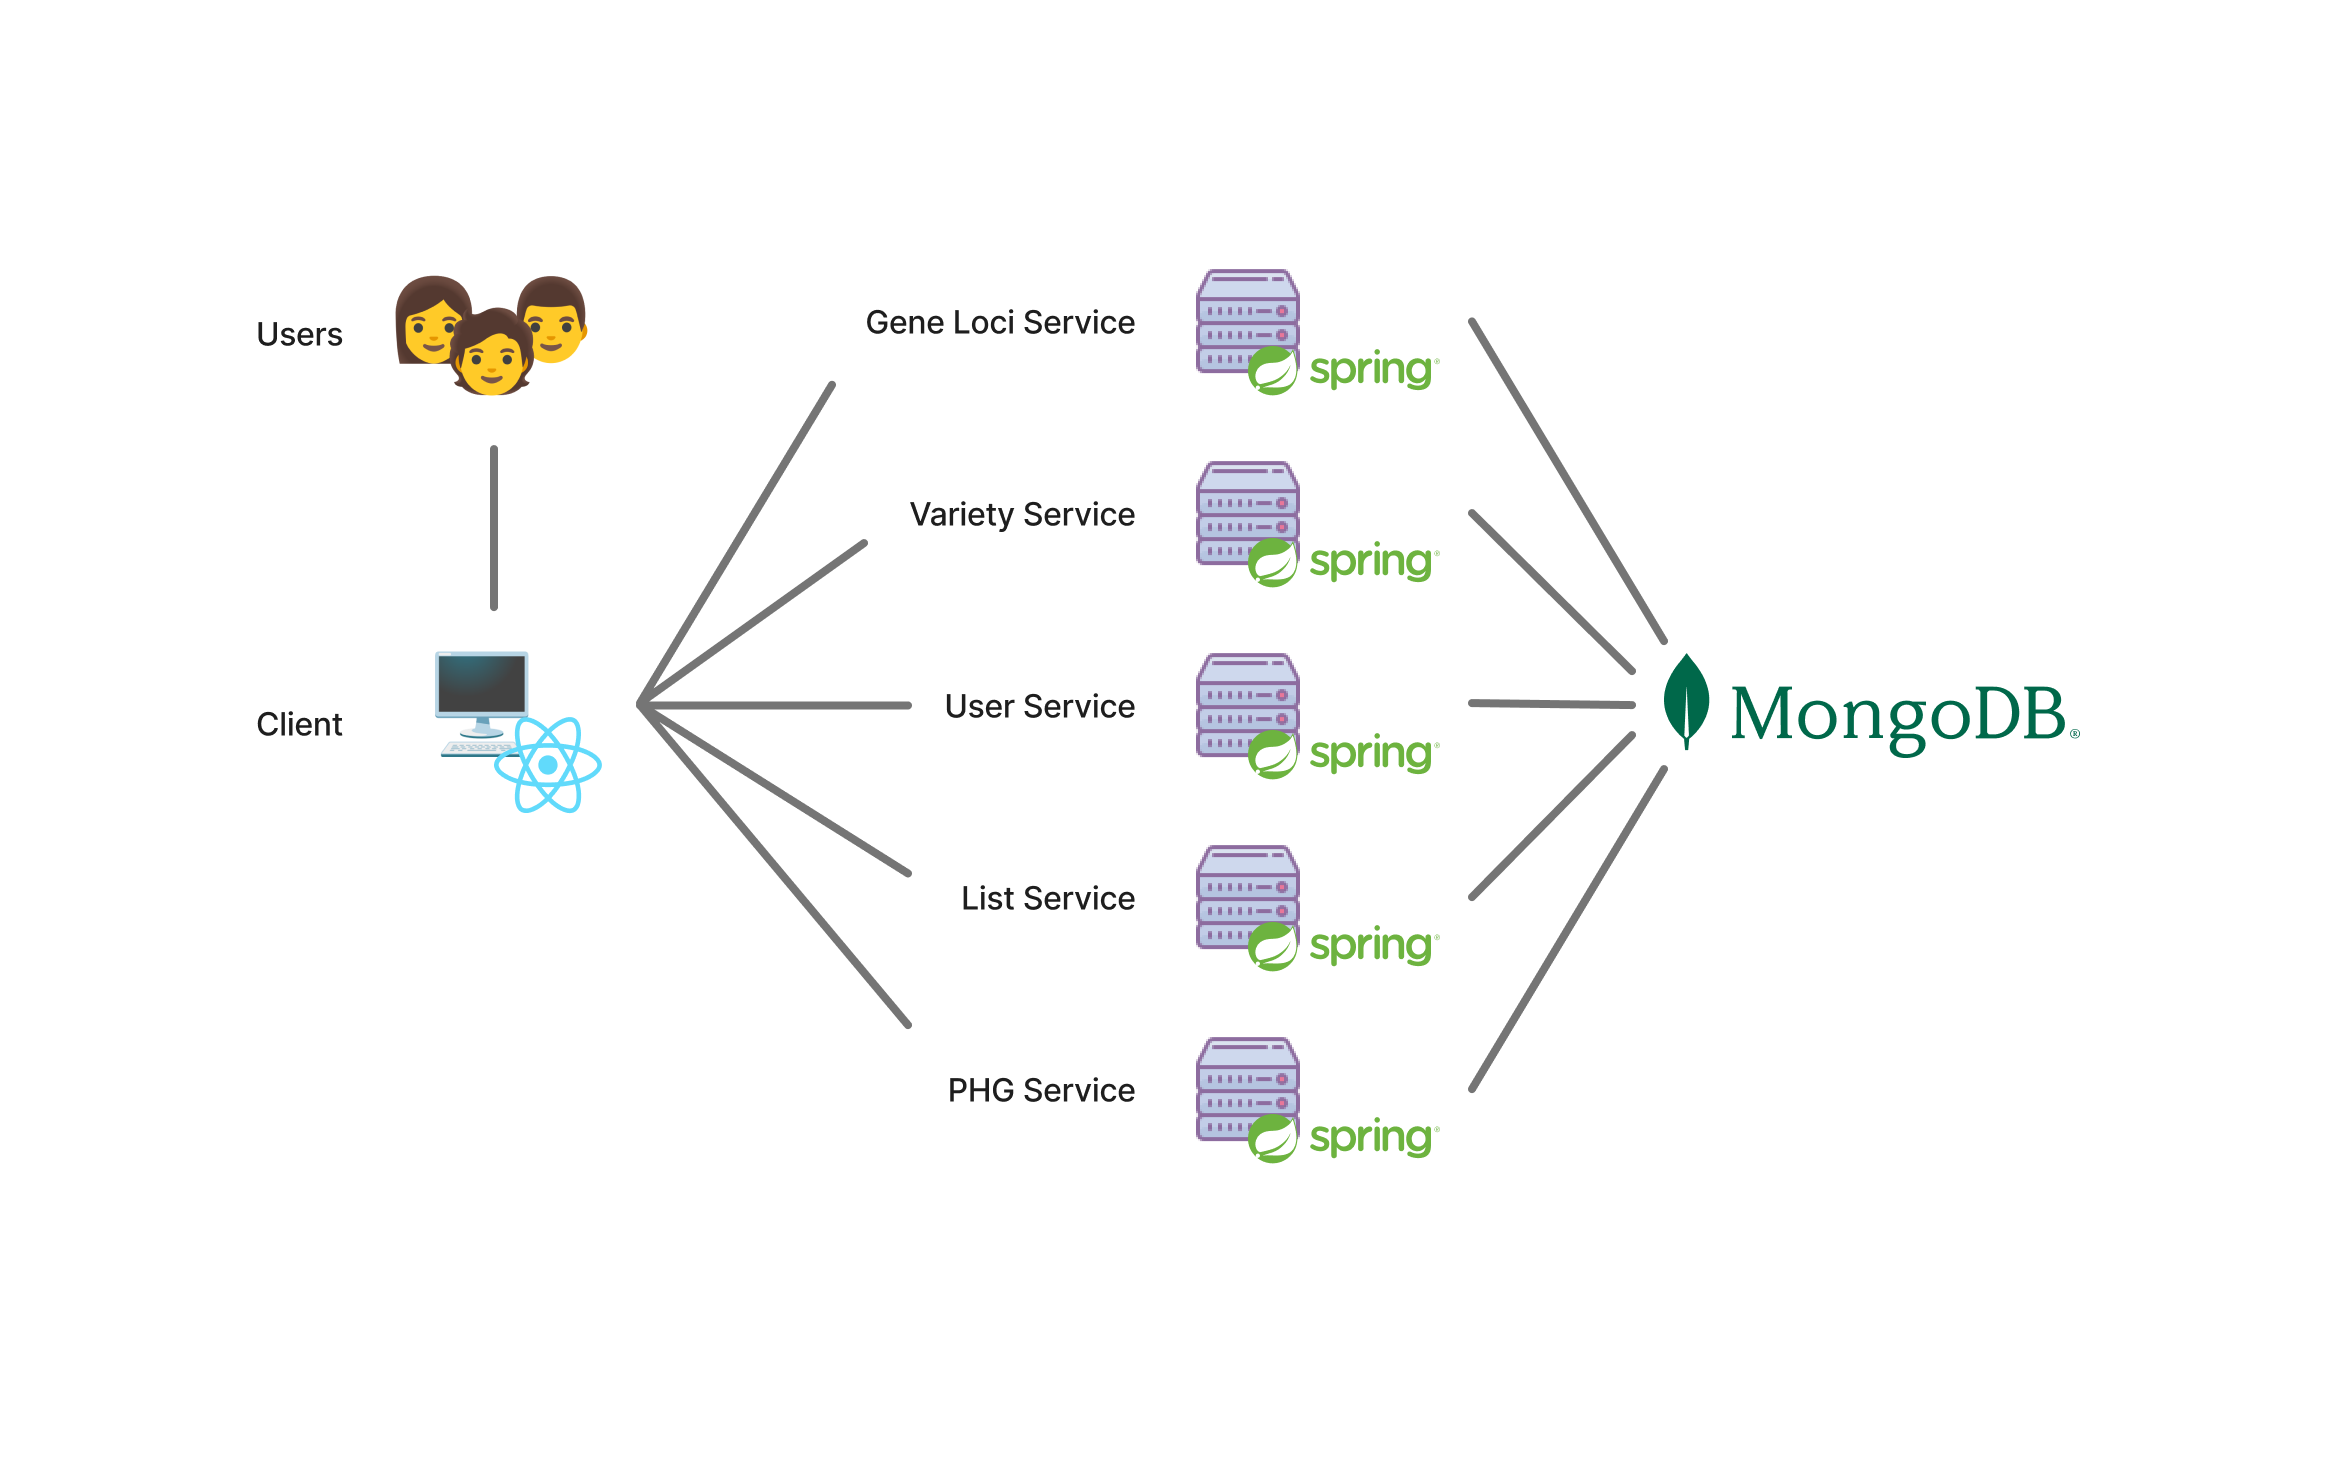 Users
Client
Gene Loci Service
spring
Variety Service
spring
User Service
spring
List Service
spring
PHG Service
spring
MongoDB®